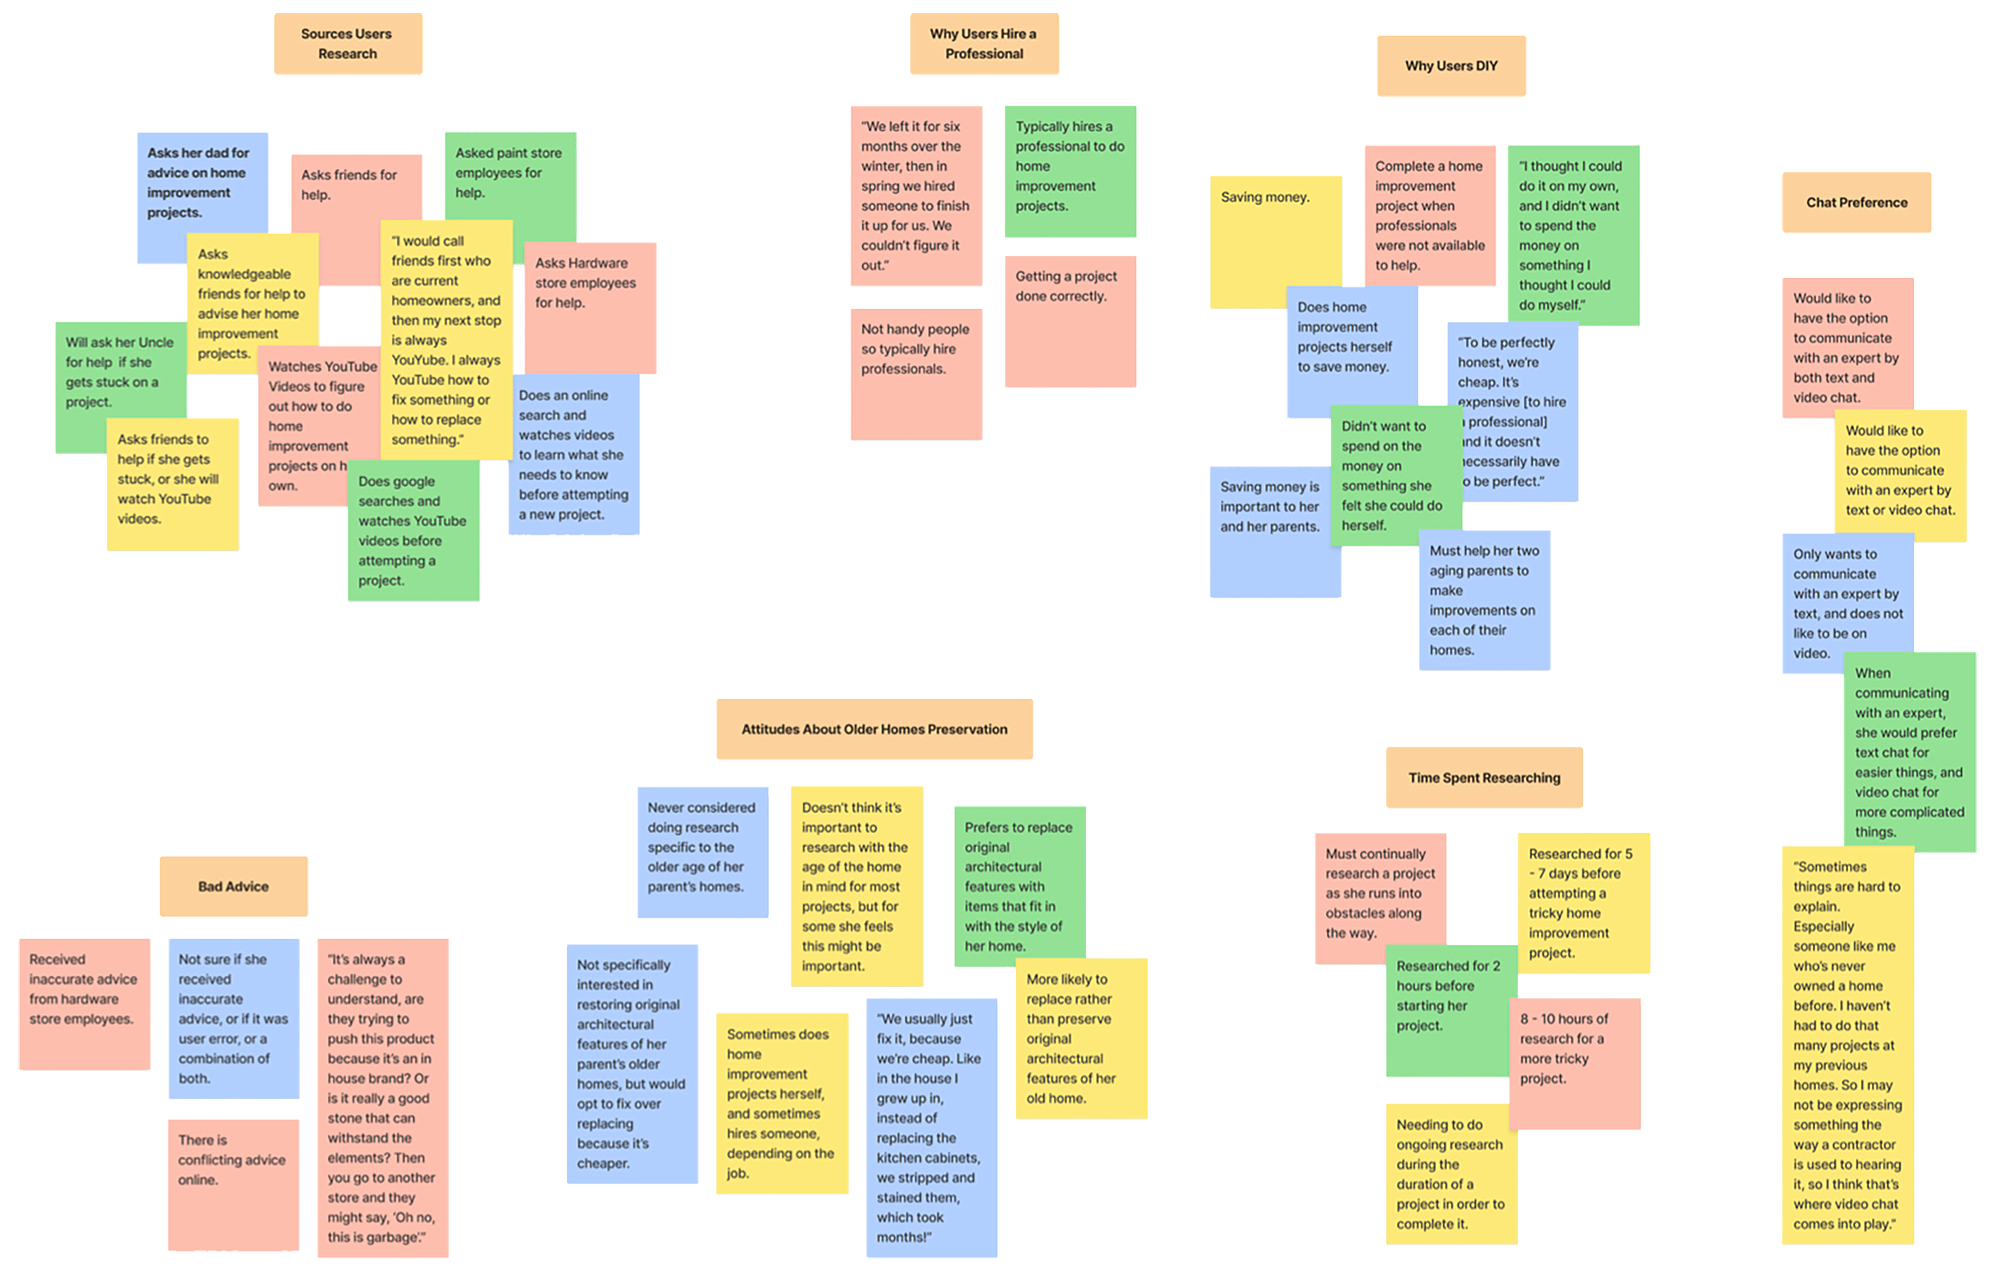 Sources Users
Research
Asks her dad for
advice on home
improvement
projects.
Asks friends for
help.
Asked paint store
employees for
help.
Asks
knowledgeable
friends for help to
advise her home
improvement
projects.
"I would call
friends first who
are current
homeowners, and
then my next stop
is always
YouYube. I always
YouTube how to
fix something or
how to replace
something."
Asks Hardware
store employees
for help.
Will ask her Uncle
for help if she
gets stuck on a
project.
Watches YouTube
Videos to figure
out how to do
home
improvement
projects on h
own.
Does an online
search and
watches videos
to learn what she
needs to know
before attempting
a new project.
Asks friends to
help if she gets
stuck, or she will
watch YouTube
videos.
Does google
searches and
watches YouTube
videos before
attempting a
project.
Why Users Hire a
Professional
"We left it for six
months over the
winter, then in
spring we hired
someone to finish
it up for us. We
couldn't figure it
out."
Typically hires a
professional to do
home
improvement
projects.
Getting a project
done correctly.
Not handy people
so typically hire
professionals.
Why Users DIY
Saving money.
Complete a home
improvement
project when
professionals
were not available
to help.
"I thought I could
do it on my own,
and I didn't want
to spend the
money on
something I
thought I could
do myself."
Does home
improvement
projects herself
to save money.
"To be perfectly
honest, we're
cheap. It's
expensive [to hire
a professional]
and it doesn't
necessarily have
to be perfect."
Didn't want to
spend on the
money on
something she
felt she could do
herself.
Saving money is
important to her
and her parents.
Must help her two
aging parents to
make
improvements on
each of their
homes.
Chat Preference
Would like to
have the option
to communicate
with an expert by
both text and
video chat.
Would like to
have the option
to communicate
with an expert by
text or video chat.
Only wants to
communicate
with an expert by
text, and does not
like to be on
video.
When
communicating
with an expert,
she would prefer
text chat for
easier things, and
video chat for
more complicated
things.
"Sometimes
things are hard to
explain.
Especially
someone like me
who's never
owned a home
before. I haven't
had to do that
many projects at
my previous
homes. So I may
not be expressing
something the
way a contractor
is used to hearing
it, so I think that's
where video chat
comes into play."
Bad Advice
Received
inaccurate advice
from hardware
store employees.
Not sure if she
received
inaccurate
advice, or if it was
user error, or a
combination of
both.
"It's always a
challenge to
understand, are
they trying to
push this product
because it's an in
house brand? Or
is it really a good
stone that can
withstand the
elements? Then
you go to another
store and they
might say, 'Oh no,
this is garbage'."
There is
conflicting advice
online.
Attitudes About Older Homes Preservation
Never considered
doing research
specific to the
older age of her
parent's homes.
Doesn't think it's
important to
research with the
age of the home
in mind for most
projects, but for
some she feels
this might be
important.
Prefers to replace
original
architectural
features with
items that fit in
with the style of
her home.
Not specifically
interested in
restoring original
architectural
features of her
parent's older
homes, but would
opt to fix over
replacing
because it's
cheaper.
Sometimes does
home
improvement
projects herself,
and sometimes
hires someone,
depending on the
job.
"We usually just
fix it, because
we're cheap. Like
in the house I
grew up in,
instead of
replacing the
kitchen cabinets,
we stripped and
stained them,
which took
months!"
More likely to
replace rather
than preserve
original
architectural
features of her
old home.
Time Spent Researching
Must continually
research a project
as she runs into
obstacles along
the way.
Researched for 5
- 7 days before
attempting a
tricky home
improvement
project.
Researched for 2
hours before
starting her
project.
8 - 10 hours of
research for a
more tricky
project.
Needing to do
ongoing research
during the
duration of a
project in order to
complete it.